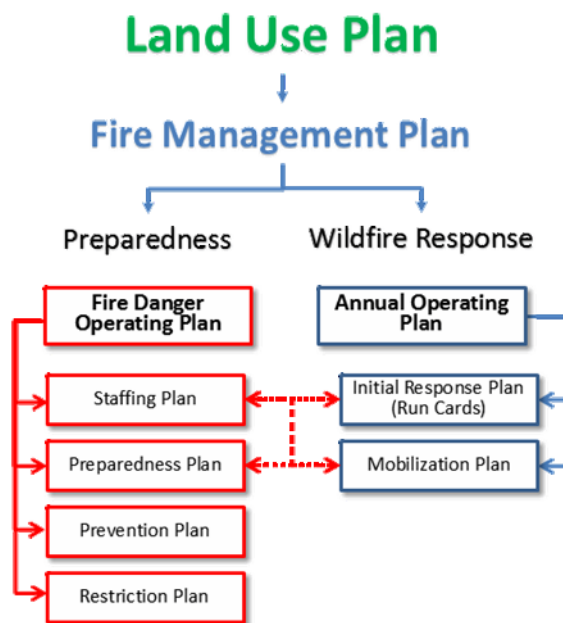 Land Use Plan
Fire Management Plan
Preparedness
Wildfire Response
Fire Danger
Operating Plan
Annual Operating
Plan
Staffing Plan
Initial Response Plan
(Run Cards)
Preparedness Plan
Mobilization Plan
Prevention Plan
Restriction Plan